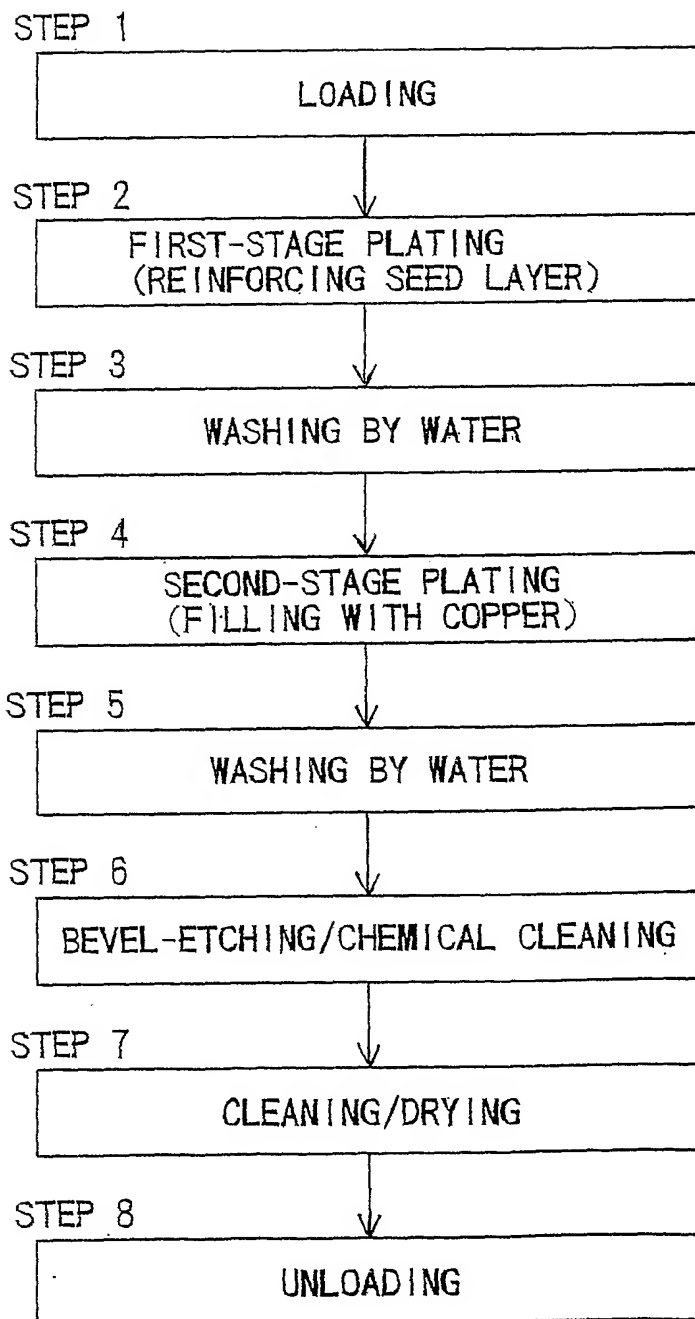 STEP 1
LOADING
STEP 2
FIRST-STAGE PLATING
(REINFORCING SEED LAYER)
STEP 3
WASHING BY WATER
STEP 4
SECOND-STAGE PLATING
(FILLING WITH COPPER)
STEP 5
WASHING BY WATER
STEP 6
BEVEL-ETCHING/CHEMICAL CLEANING
STEP 7
CLEANING/DRYING
STEP 8
UNLOADING